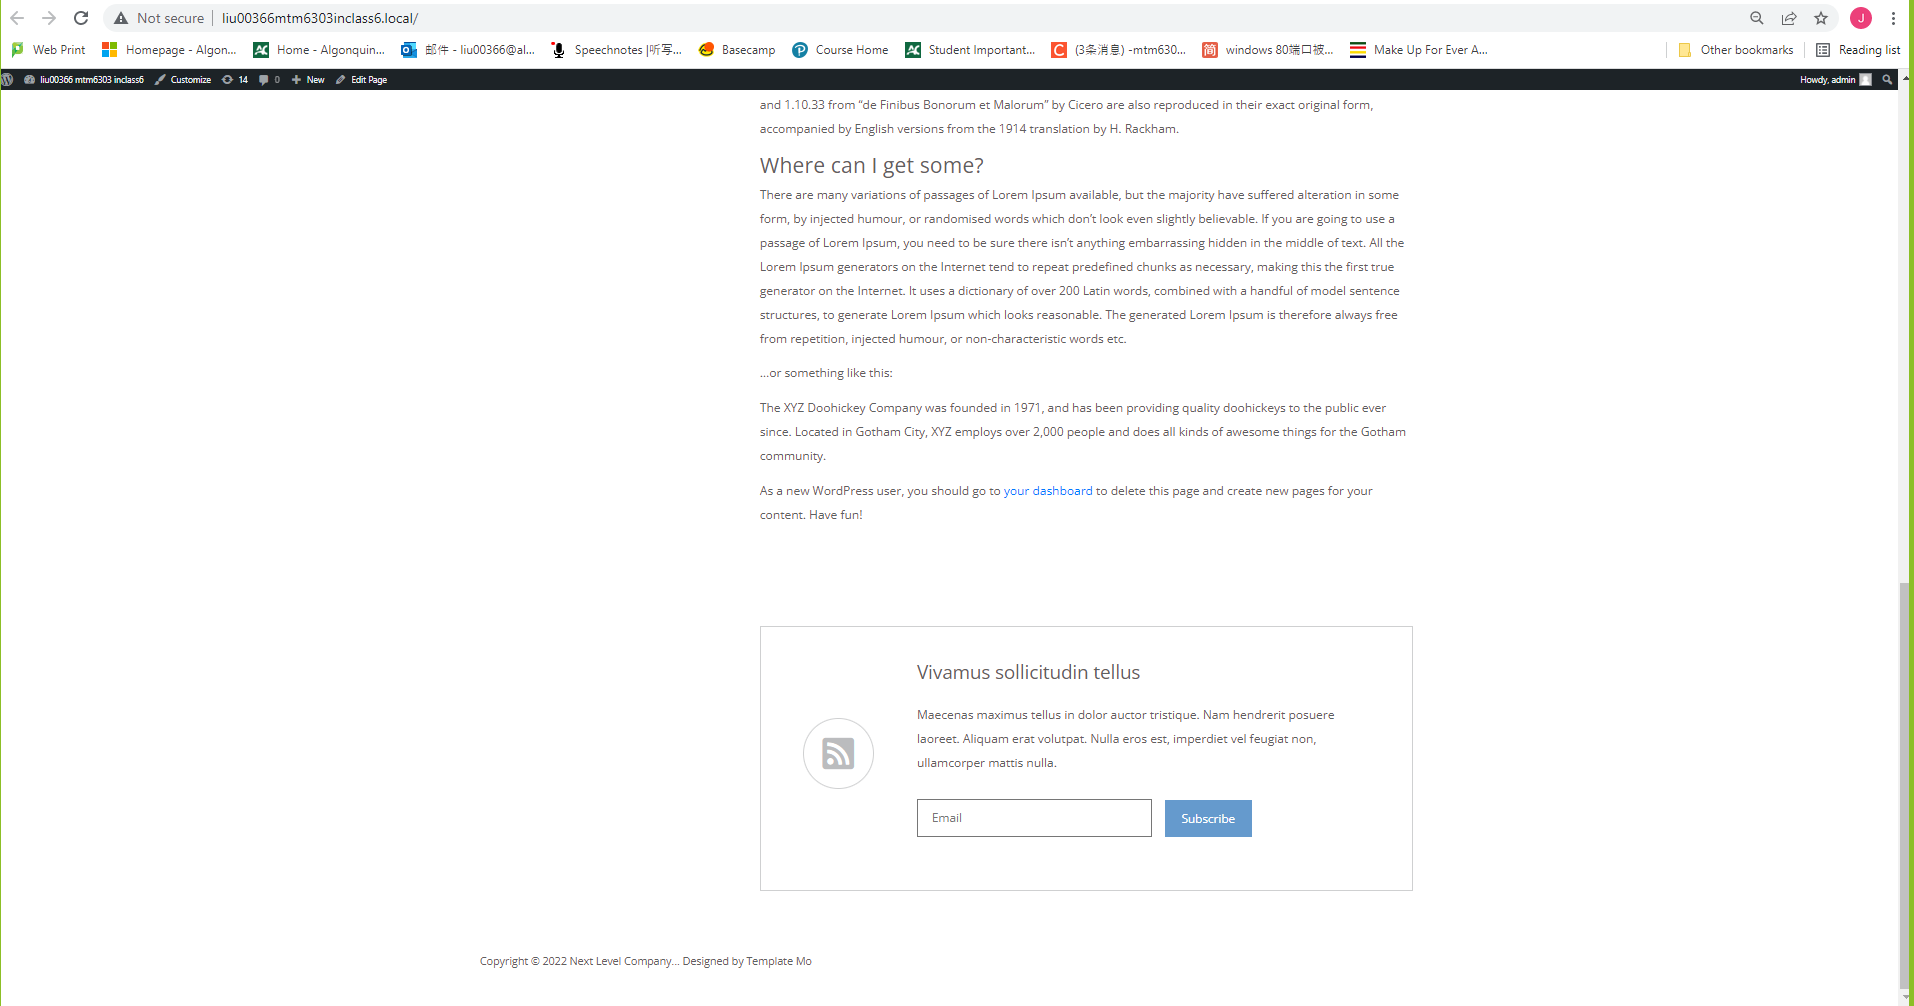 Not secure liu00366mtm6303inclass6.local/
J
Web Print Homepage - Algon... Home - Algonquin... 邮件 - liu00366@al... Speechnotes |听写... Basecamp Course Home Student Important... (3条消息) -mtm630... windows 80端口被... Make Up For Ever A... Other bookmarks Reading list
liu00366 mtm6303 inclass6 Customize 14 0 New Edit Page Howdy, admin
and 1.10.33 from “de Finibus Bonorum et Malorum” by Cicero are also reproduced in their exact original form,
accompanied by English versions from the 1914 translation by H. Rackham.
Where can I get some?
There are many variations of passages of Lorem Ipsum available, but the majority have suffered alteration in some
form, by injected humour, or randomised words which don’t look even slightly believable. If you are going to use a
passage of Lorem Ipsum, you need to be sure there isn’t anything embarrassing hidden in the middle of text. All the
Lorem Ipsum generators on the Internet tend to repeat predefined chunks as necessary, making this the first true
generator on the Internet. It uses a dictionary of over 200 Latin words, combined with a handful of model sentence
structures, to generate Lorem Ipsum which looks reasonable. The generated Lorem Ipsum is therefore always free
from repetition, injected humour, or non-characteristic words etc.
…or something like this:
The XYZ Doohickey Company was founded in 1971, and has been providing quality doohickeys to the public ever
since. Located in Gotham City, XYZ employs over 2,000 people and does all kinds of awesome things for the Gotham
community.
As a new WordPress user, you should go to your dashboard to delete this page and create new pages for your
content. Have fun!
Vivamus sollicitudin tellus
Maecenas maximus tellus in dolor auctor tristique. Nam hendrerit posuere
laoreet. Aliquam erat volutpat. Nulla eros est, imperdiet vel feugiat non,
ullamcorper mattis nulla.
Email Subscribe
Copyright © 2022 Next Level Company... Designed by Template Mo